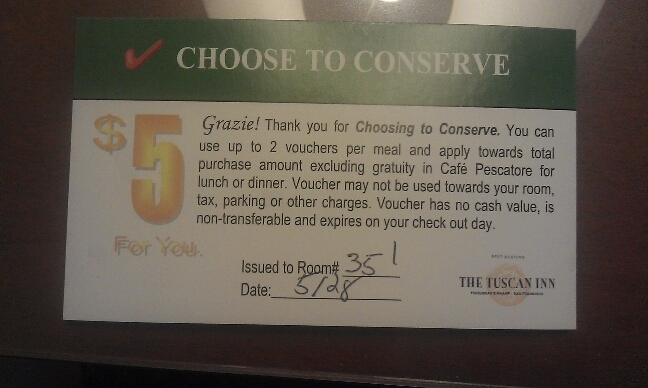 CHOOSE TO CONSERVE
$5
For You.
Grazie! Thank you for Choosing to Conserve. You can
use up to 2 vouchers per meal and apply towards total
purchase amount excluding gratuity in Café Pescatore for
lunch or dinner. Voucher may not be used towards your room,
tax, parking or other charges. Voucher has no cash value, is
non-transferable and expires on your check out day.
Issued to Room# 351
Date: 5/28
BEST WESTERN
THE TUSCAN INN
FISHERMAN'S WHARF · SAN FRANCISCO